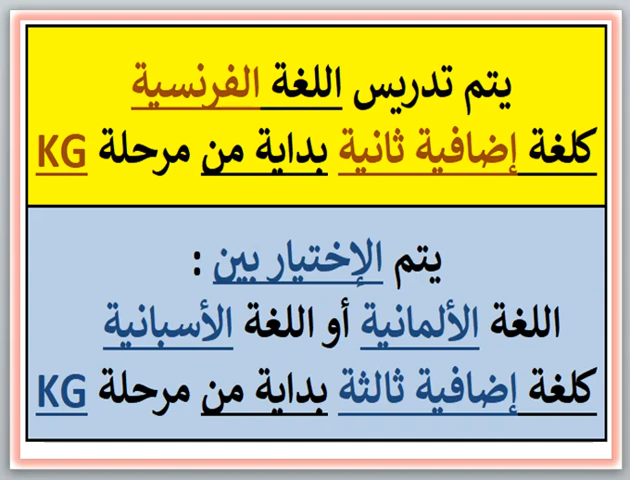 يتم تدريس اللغة الفرنسية
كلغة إضافية ثانية بداية من مرحلة KG
يتم الإختيار بين :
اللغة الألمانية أو اللغة الأسبانية
كلغة إضافية ثالثة بداية من مرحلة KG